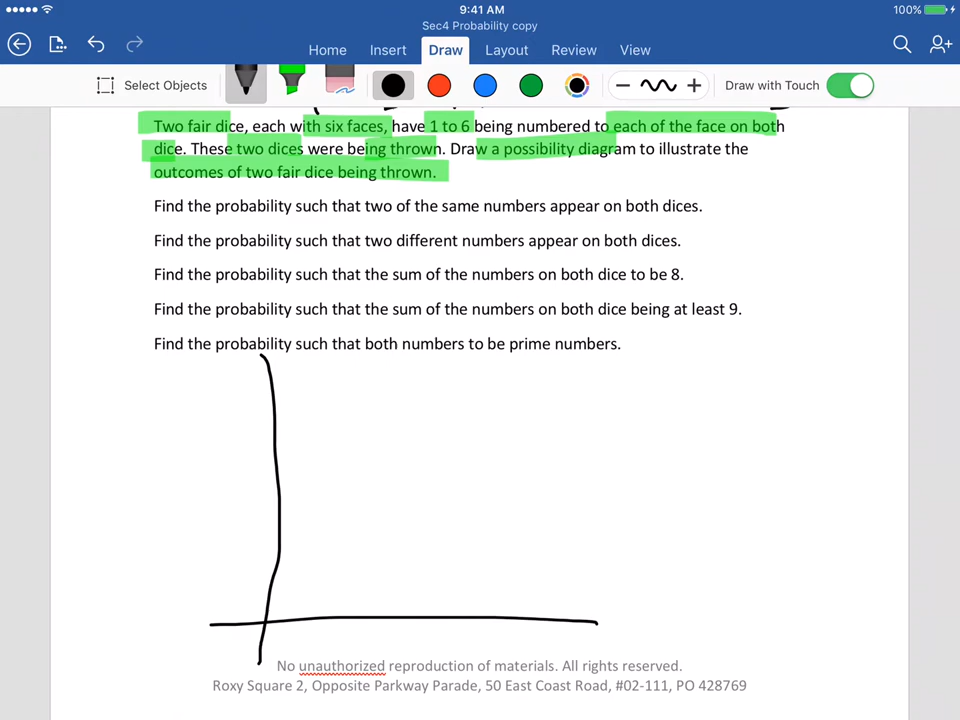 9:41 AM
100%
Sec4 Probability copy
Home Insert Draw Layout Review View
Select Objects
Draw with Touch
Two fair dice, each with six faces, have 1 to 6 being numbered to each of the face on both
dice. These two dices were being thrown. Draw a possibility diagram to illustrate the
outcomes of two fair dice being thrown.
Find the probability such that two of the same numbers appear on both dices.
Find the probability such that two different numbers appear on both dices.
Find the probability such that the sum of the numbers on both dice to be 8.
Find the probability such that the sum of the numbers on both dice being at least 9.
Find the probability such that both numbers to be prime numbers.
No unauthorized reproduction of materials. All rights reserved.
Roxy Square 2, Opposite Parkway Parade, 50 East Coast Road, #02-111, PO 428769